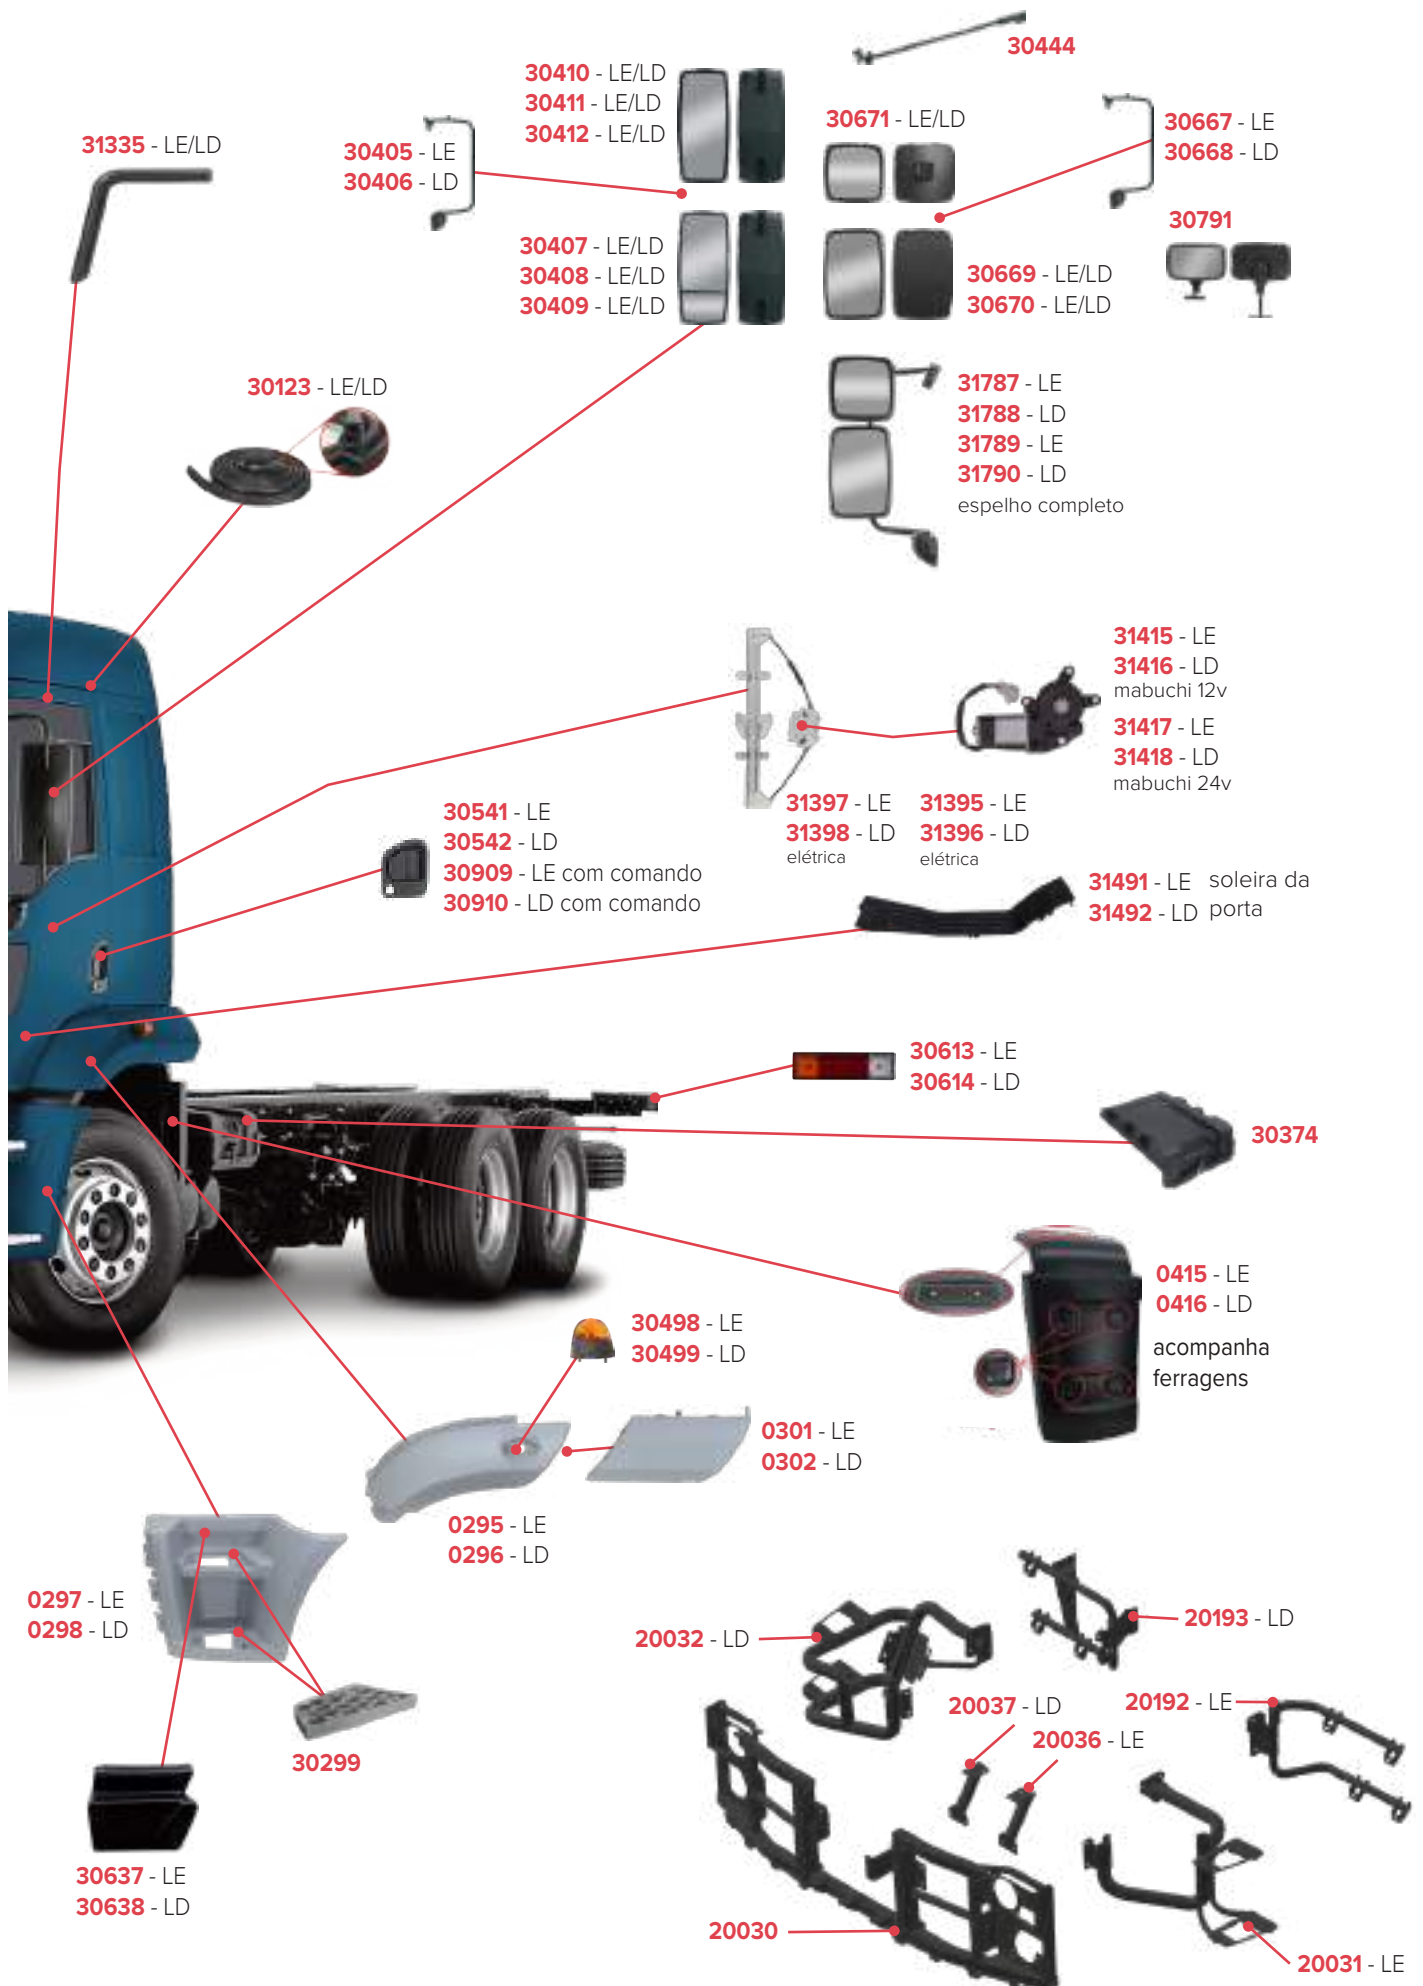 30444
30410 - LE/LD
30411 - LE/LD
30412 - LE/LD
30671 - LE/LD
30667 - LE
30668 - LD
31335 - LE/LD
30405 - LE
30406 - LD
30791
30407 - LE/LD
30408 - LE/LD
30409 - LE/LD
30669 - LE/LD
30670 - LE/LD
30123 - LE/LD
31787 - LE
31788 - LD
31789 - LE
31790 - LD
espelho completo
31415 - LE
31416 - LD
mabuchi 12v
31417 - LE
31418 - LD
mabuchi 24v
31397 - LE
31398 - LD
elétrica
31395 - LE
31396 - LD
elétrica
30541 - LE
30542 - LD
30909 - LE com comando
30910 - LD com comando
31491 - LE soleira da
31492 - LD porta
30613 - LE
30614 - LD
30374
0415 - LE
0416 - LD
acompanha
ferragens
30498 - LE
30499 - LD
0301 - LE
0302 - LD
0295 - LE
0296 - LD
0297 - LE
0298 - LD
30299
30637 - LE
30638 - LD
20032 - LD
20193 - LD
20037 - LD
20192 - LE
20036 - LE
20030
20031 - LE